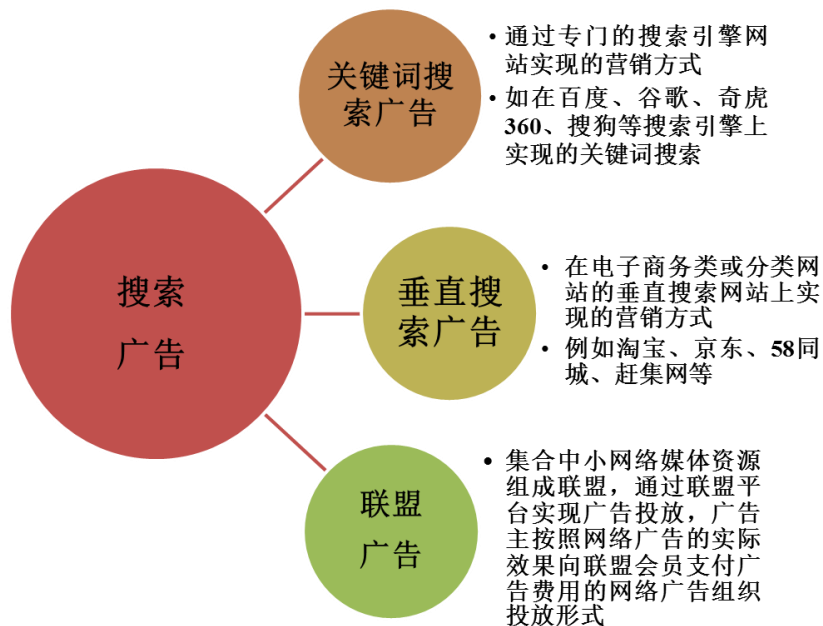 搜索
广告
关键词搜
索广告
• 通过专门的搜索引擎网
站实现的营销方式
• 如在百度、谷歌、奇虎
360、搜狗等搜索引擎上
实现的关键词搜索
垂直搜
索广告
• 在电子商务类或分类网
站的垂直搜索网站上实
现的营销方式
• 例如淘宝、京东、58同
城、赶集网等
联盟
广告
• 集合中小网络媒体资源
组成联盟，通过联盟平
台实现广告投放，广告
主按照网络广告的实际
效果向联盟会员支付广
告费用的网络广告组织
投放形式